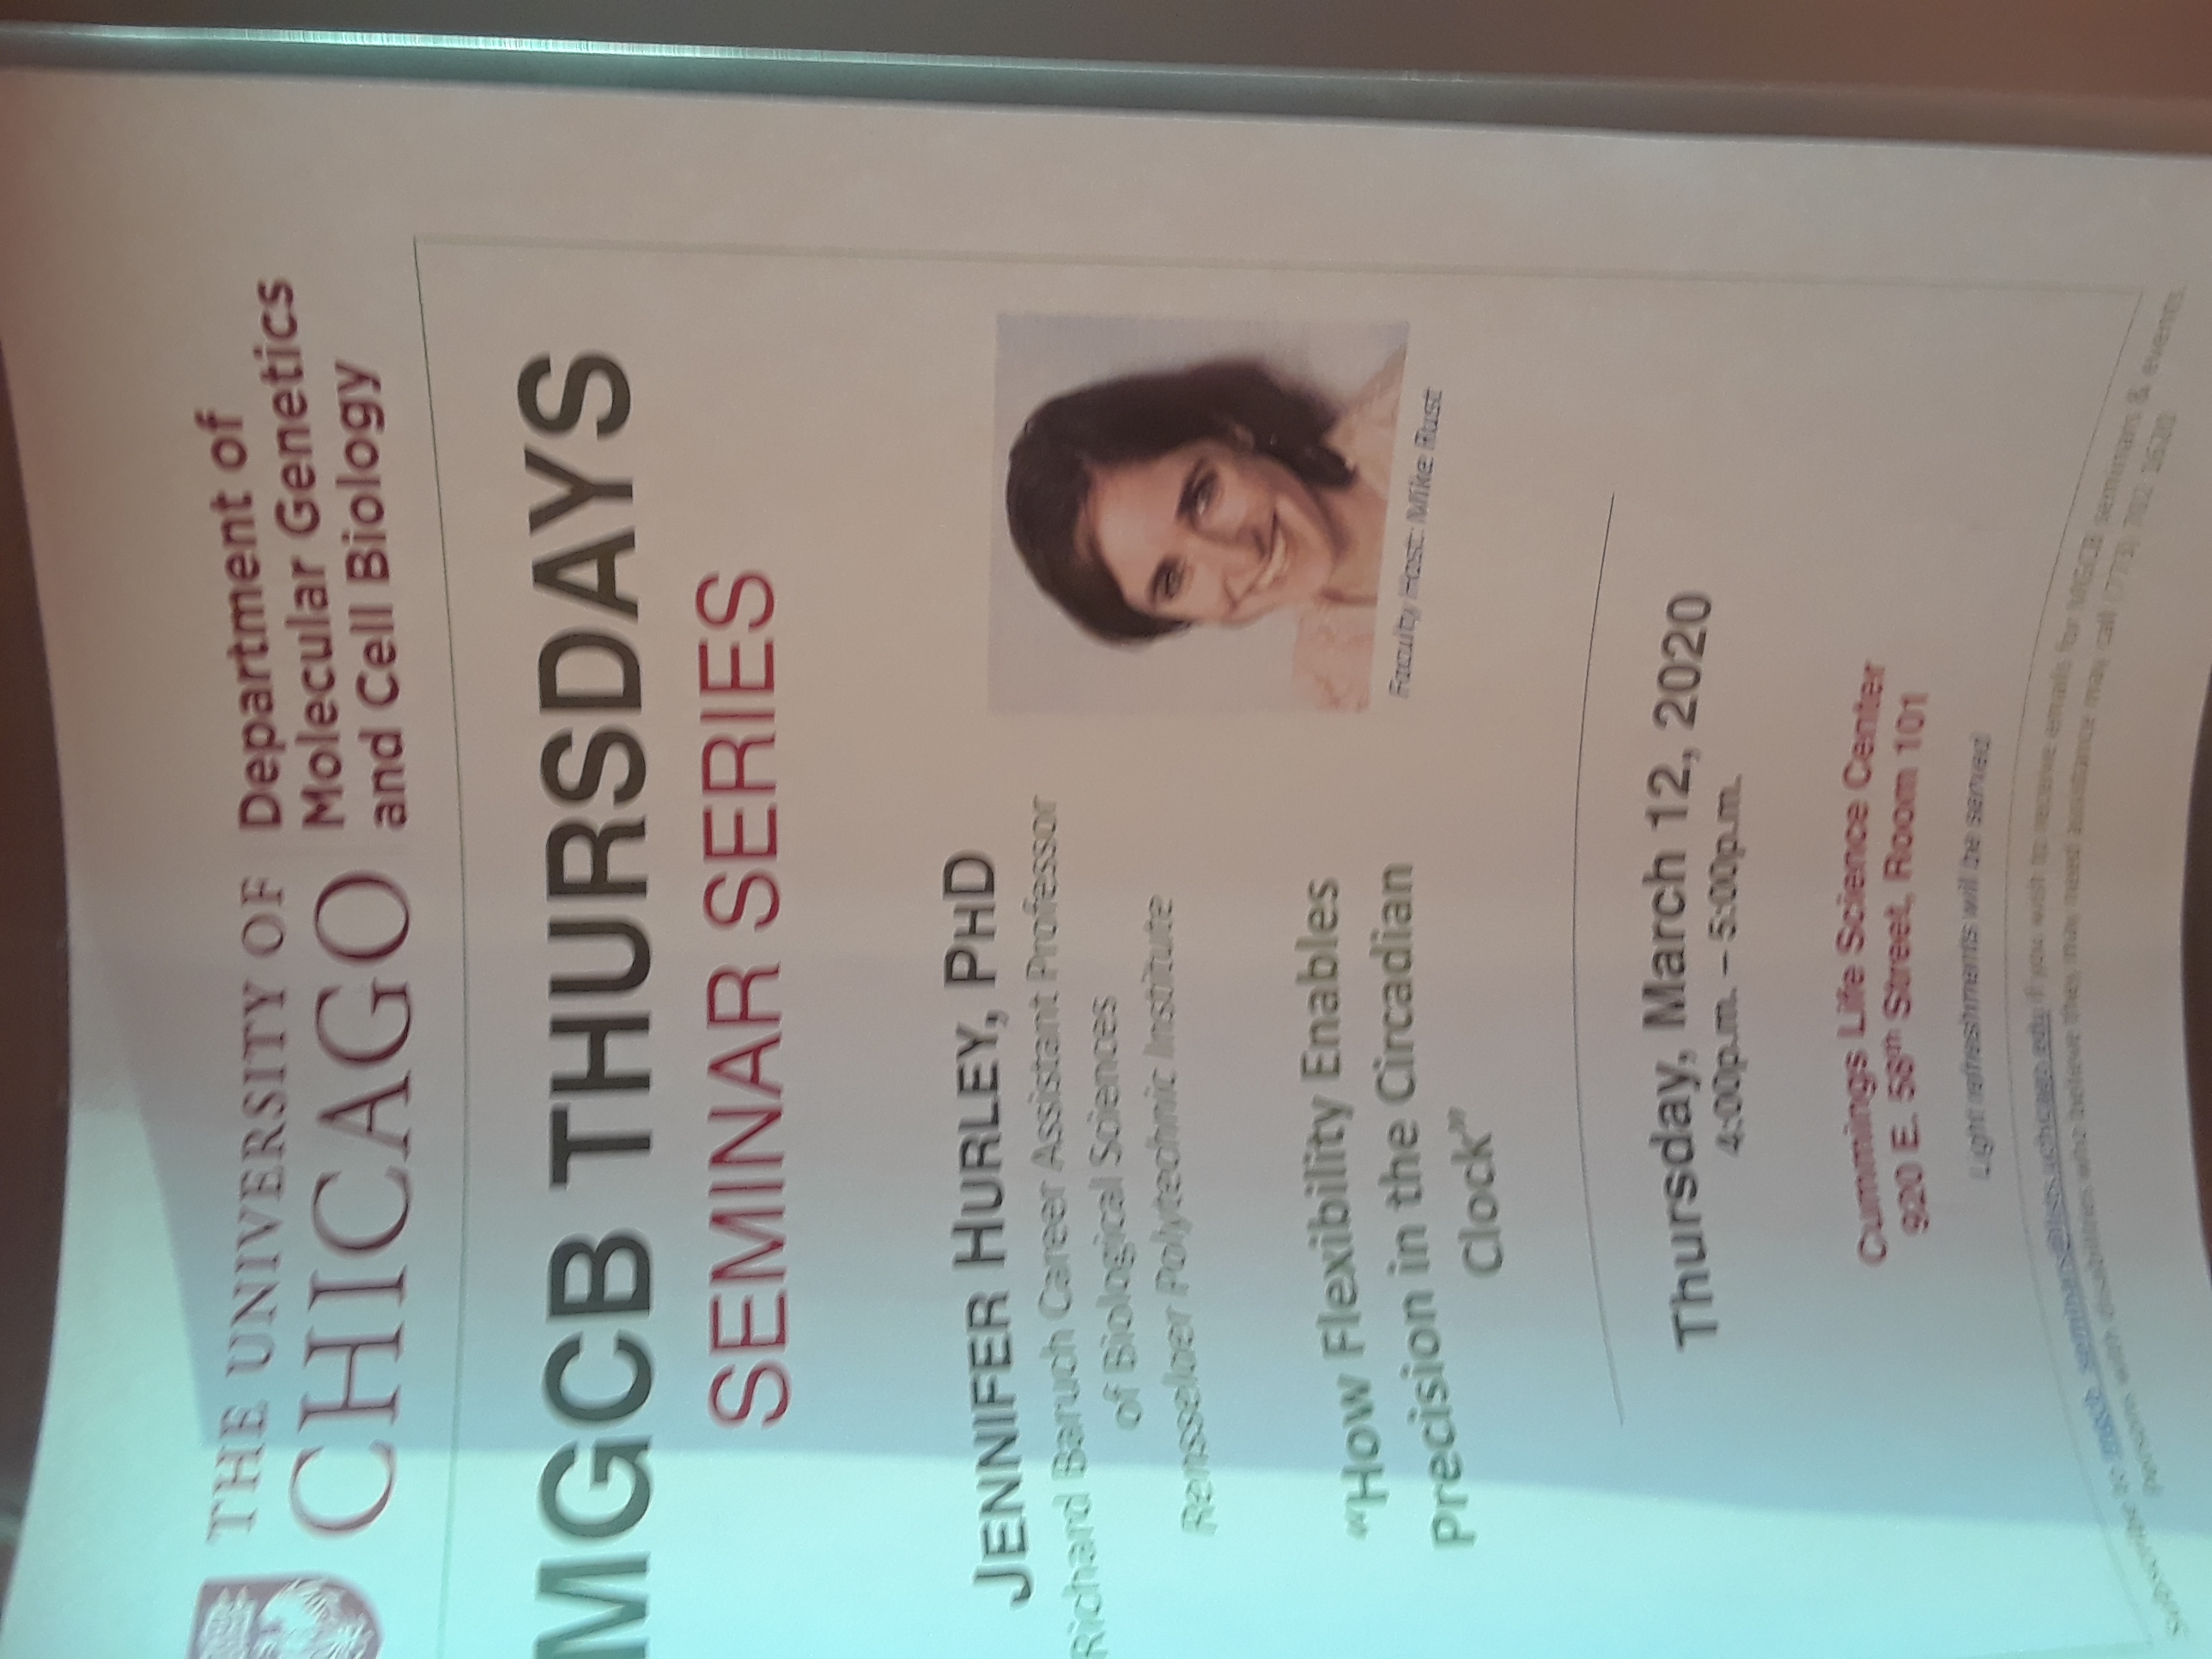 THE UNIVERSITY OF
CHICAGO
Department of
Molecular Genetics
and Cell Biology
MGCB THURSDAYS
SEMINAR SERIES
JENNIFER HURLEY, PHD
Richard Baruch Career Assistant Professor
of Biological Sciences
Rensselaer Polytechnic Institute
Faculty Host: Mike Rust
“How Flexibility Enables
Precision in the Circadian
Clock”
Thursday, March 12, 2020
4:00p.m. – 5:00p.m.
Cummings Life Science Center
920 E. 58th Street, Room 101
Light refreshments will be served
Subscribe to mgcb_seminars@lists.uchicago.edu if you wish to receive emails for MGCB seminars & events.
Persons with disabilities who believe they may need assistance may call (773) 702 1620